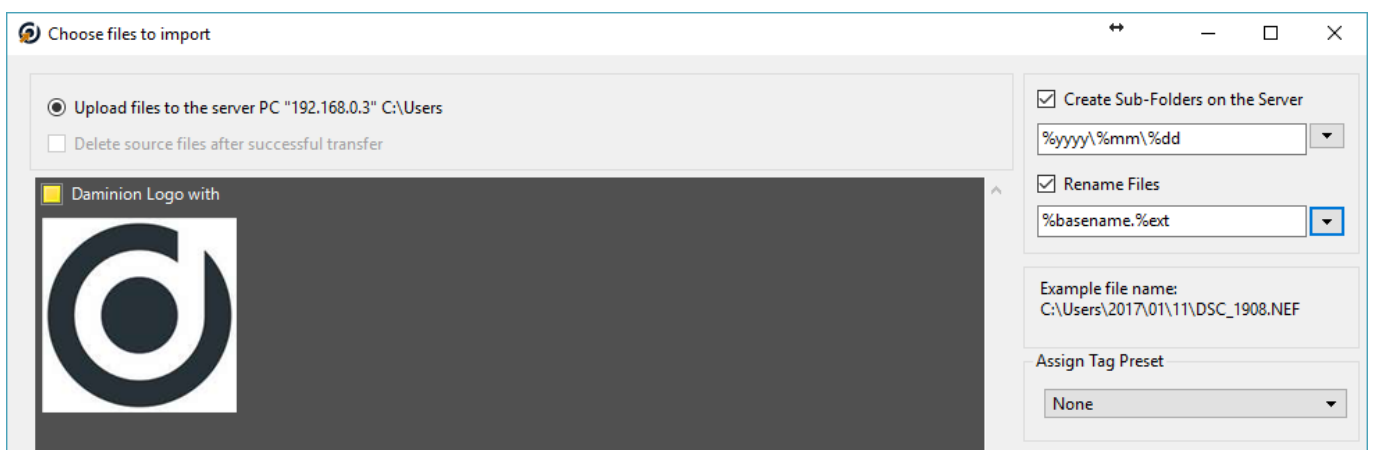 Choose files to import
Upload files to the server PC "192.168.0.3" C:\Users
Delete source files after successful transfer
Daminion Logo with
Create Sub-Folders on the Server
%yyyy\%mm\%dd
Rename Files
%basename.%ext
Example file name:
C:\Users\2017\01\11\DSC_1908.NEF
Assign Tag Preset
None